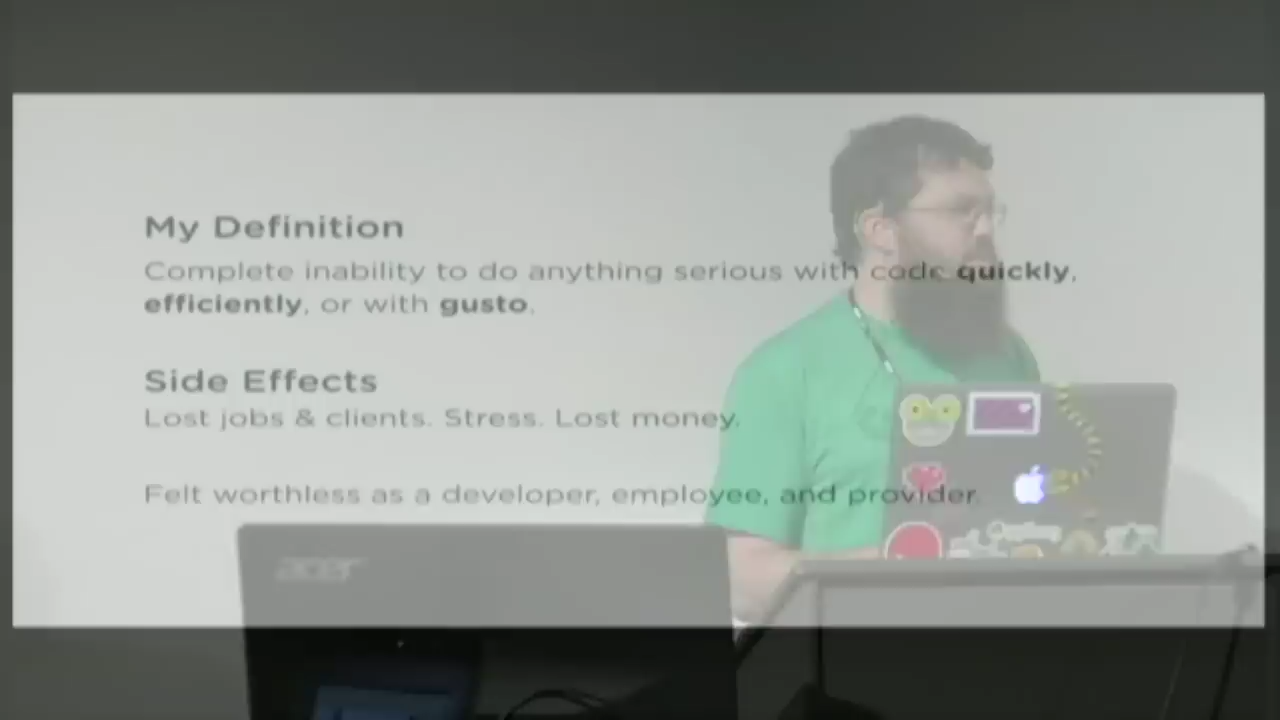 My Definition
Complete inability to do anything serious with code quickly,
efficiently, or with gusto.
Side Effects
Lost jobs & clients. Stress. Lost money.
Felt worthless as a developer, employee, and provider.
acer